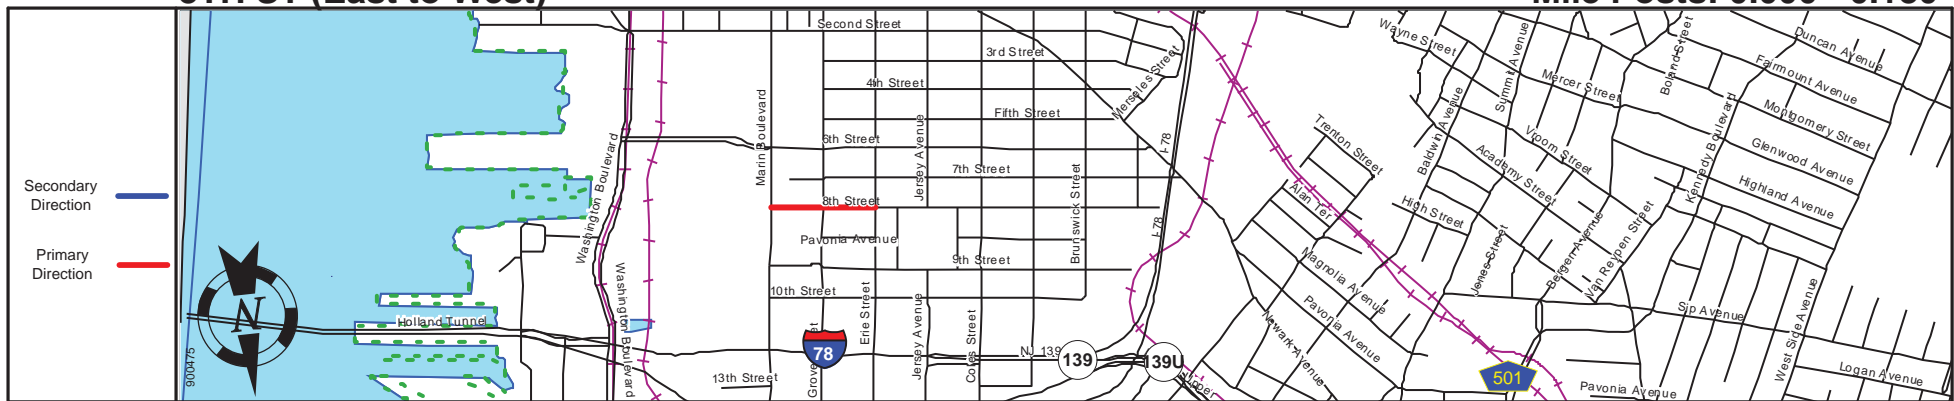 Secondary
Direction
Primary
Direction
900475
Holland Tunnel
Washington Boulevard
Washington Boulevard
Marin Boulevard
Second Street
3rd Street
4th Street
Fifth Street
6th Street
7th Street
8th Street
Pavonia Avenue
9th Street
10th Street
13th Street
Jersey Avenue
Jersey Avenue
Brunswick Street
Merseles Street
Erie Street
Coles Street
NJ 139
78
139
139U
501
I-78
Trenton Street
Alan Ter
Magnolia Avenue
Pavonia Avenue
Newark Avenue
Upper
High Street
Baldwin Avenue
Academy Street
Vroom Street
Summit Avenue
Wayne Street
Mercer Street
Boland Street
Kennedy Boulevard
Duncan Avenue
Fairmount Avenue
Montgomery Street
Glenwood Avenue
Highland Avenue
Jones Street
Bergen Avenue
Van Reypen Street
Sip Avenue
West Side Avenue
Logan Avenue
Pavonia Avenue
N